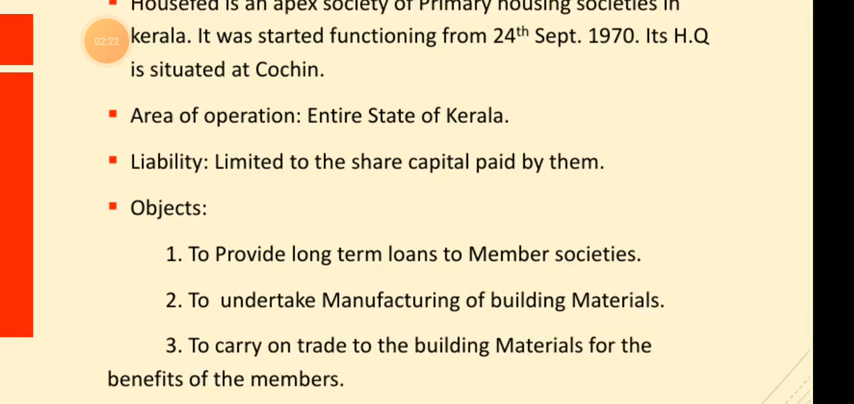 Housefed is an apex society of Primary housing societies in
kerala. It was started functioning from 24th Sept. 1970. Its H.Q
is situated at Cochin.
Area of operation: Entire State of Kerala.
Liability: Limited to the share capital paid by them.
Objects:
1. To Provide long term loans to Member societies.
2. To  undertake Manufacturing of building Materials.
3. To carry on trade to the building Materials for the
benefits of the members.
02:22